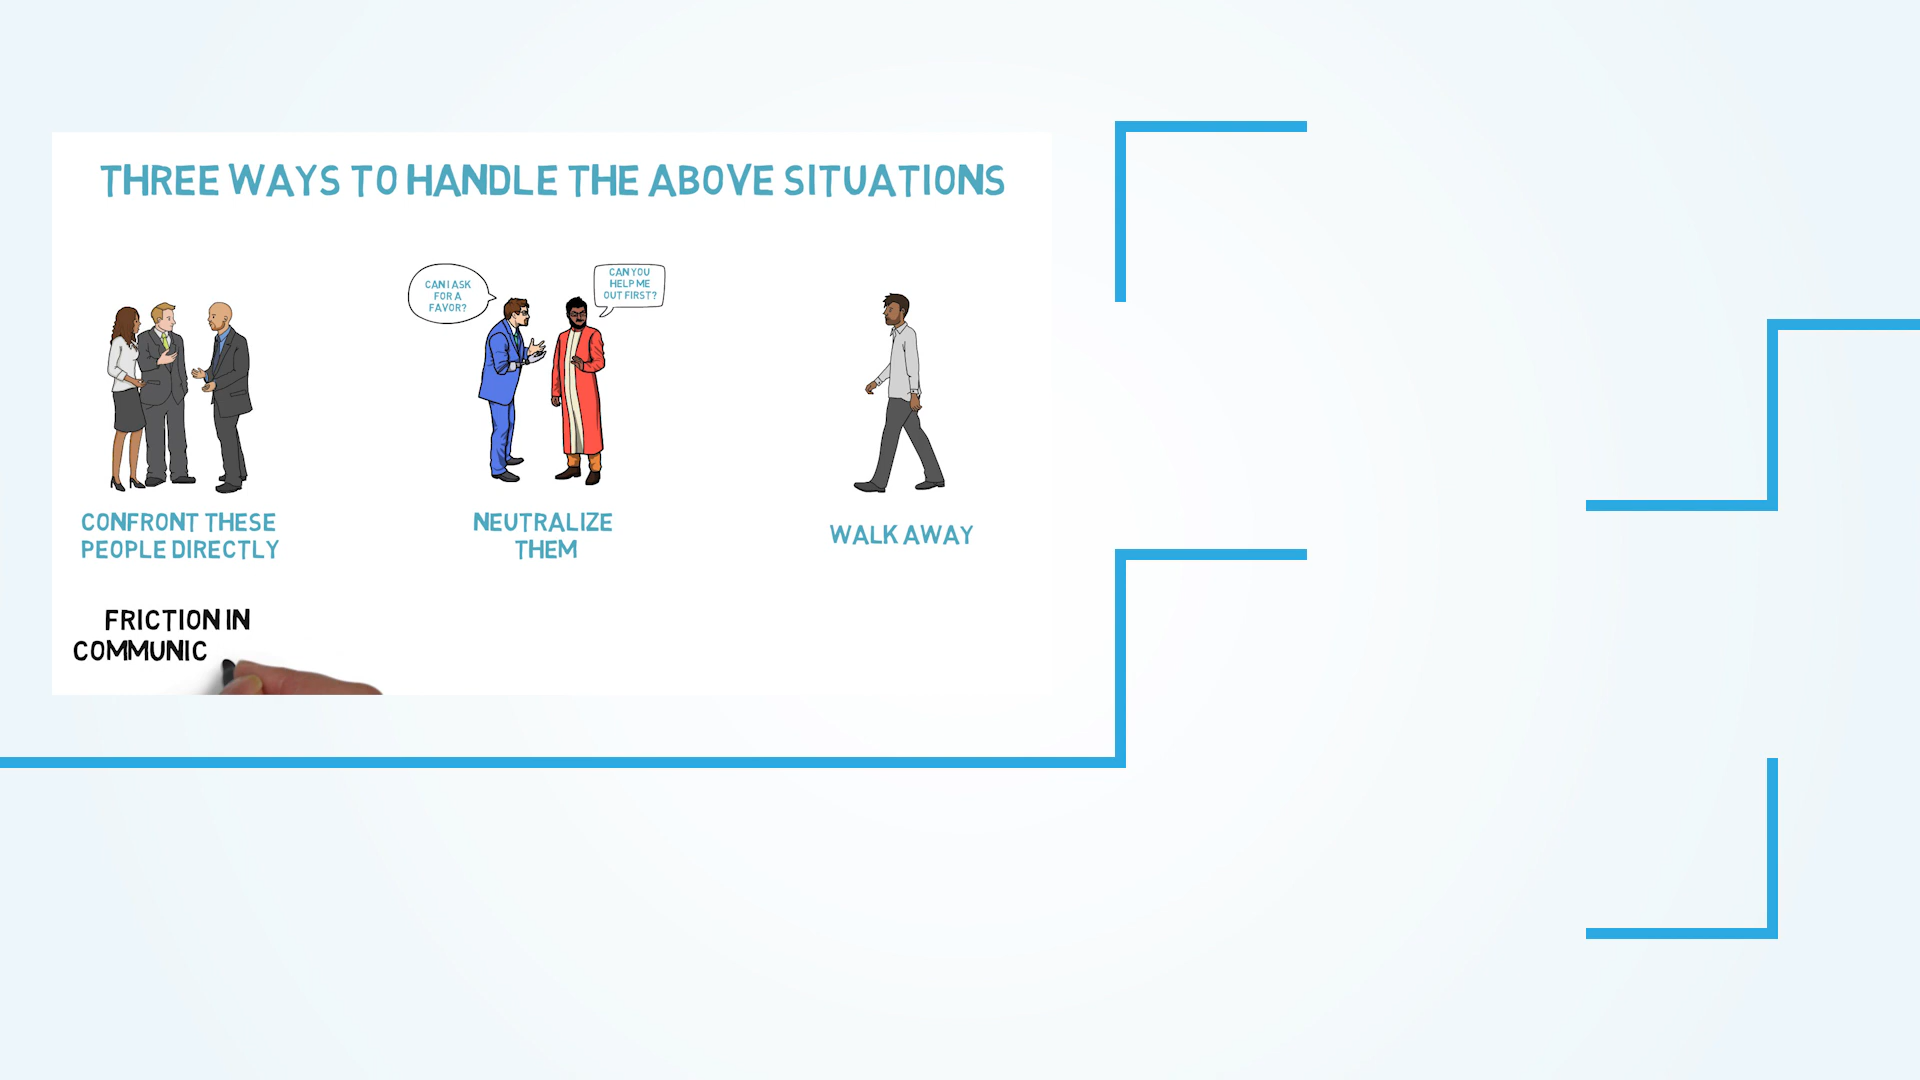 THREE WAYS TO HANDLE THE ABOVE SITUATIONS
CAN I ASK
FOR A
FAVOR?
CAN YOU
HELP ME
OUT FIRST?
CONFRONT THESE
PEOPLE DIRECTLY
NEUTRALIZE
THEM
WALK AWAY
FRICTION IN
COMMUNIC